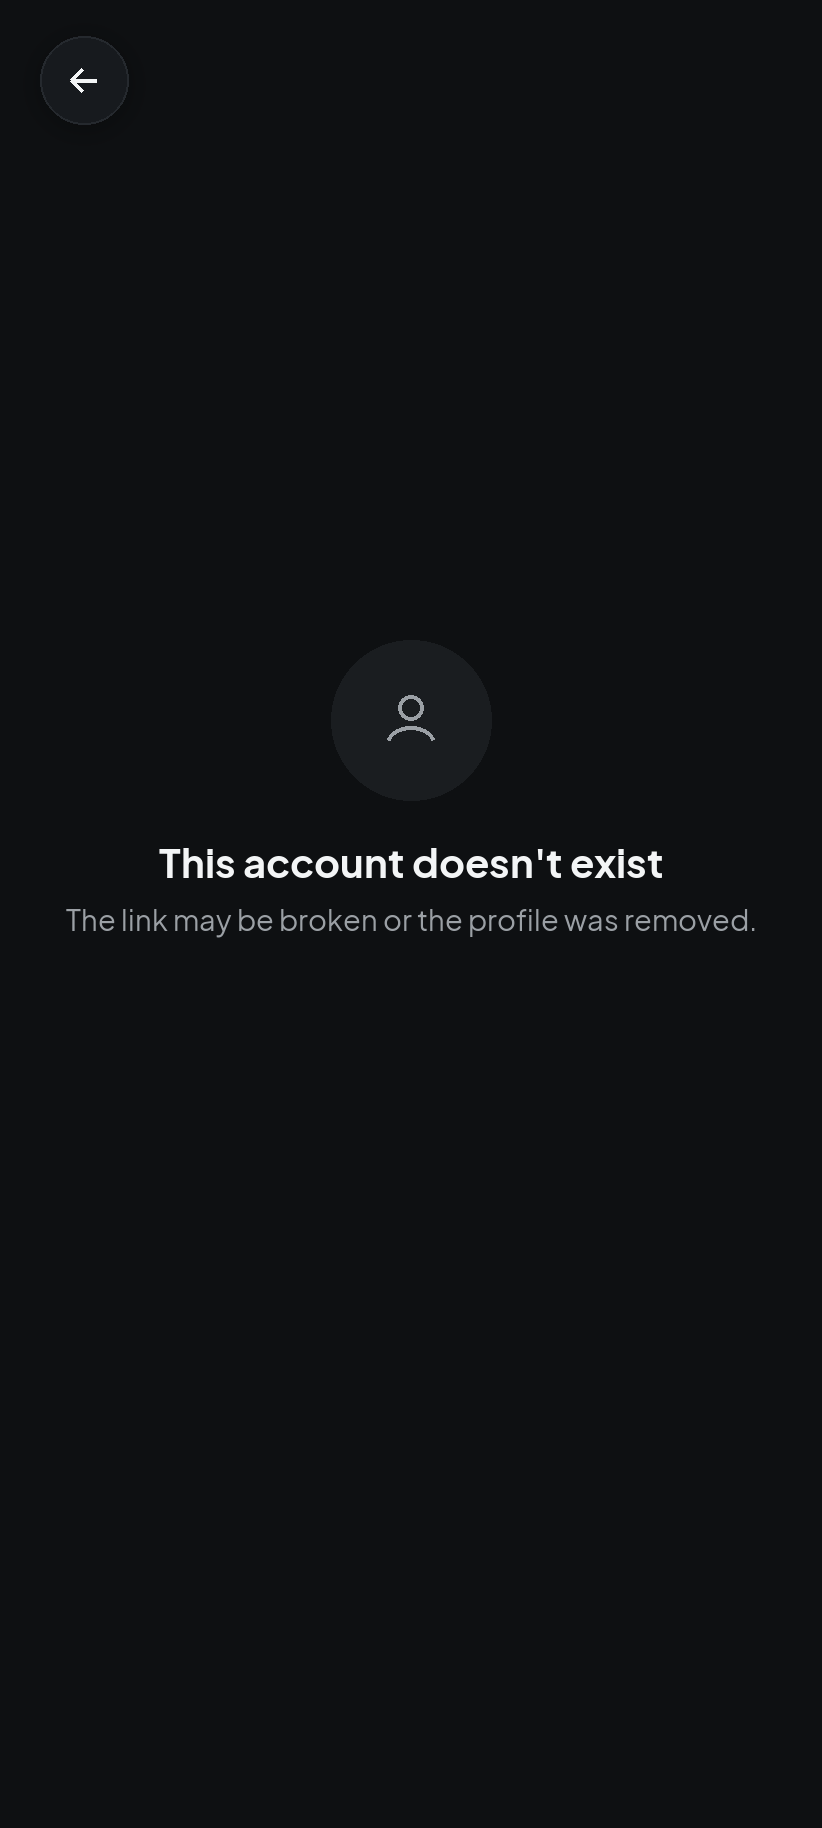 This account doesn't exist
The link may be broken or the profile was removed.